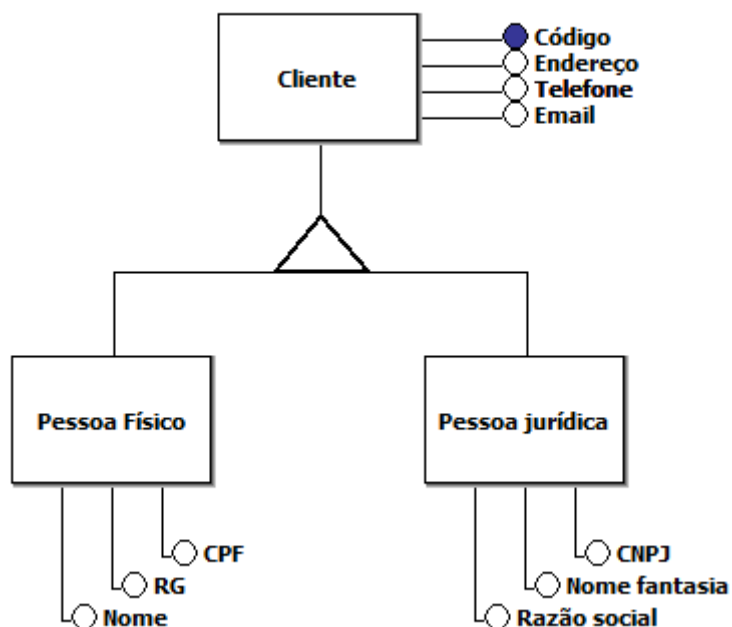 Cliente
Código
Endereço
Telefone
Email
Pessoa Físico
CPF
RG
Nome
Pessoa jurídica
CNPJ
Nome fantasia
Razão social